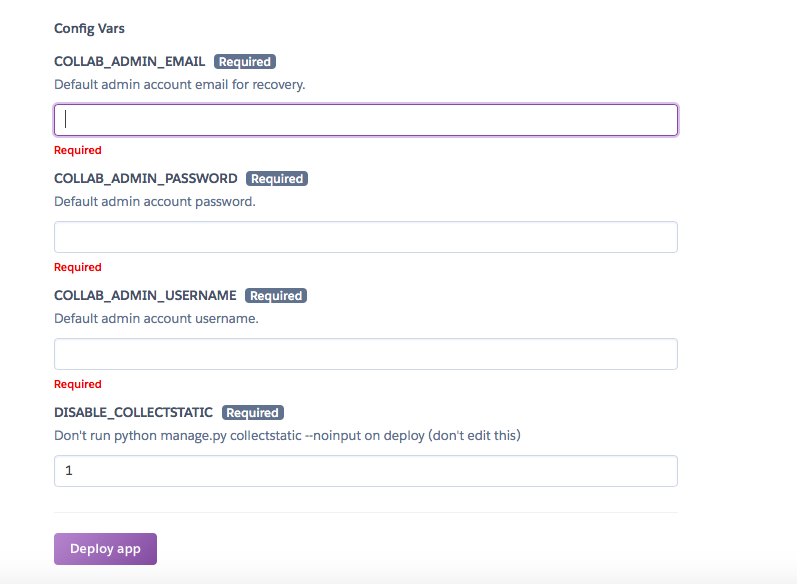 Config Vars
COLLAB_ADMIN_EMAIL Required
Default admin account email for recovery.
Required
COLLAB_ADMIN_PASSWORD Required
Default admin account password.
Required
COLLAB_ADMIN_USERNAME Required
Default admin account username.
Required
DISABLE_COLLECTSTATIC Required
Don't run python manage.py collectstatic --noinput on deploy (don't edit this)
1
Deploy app